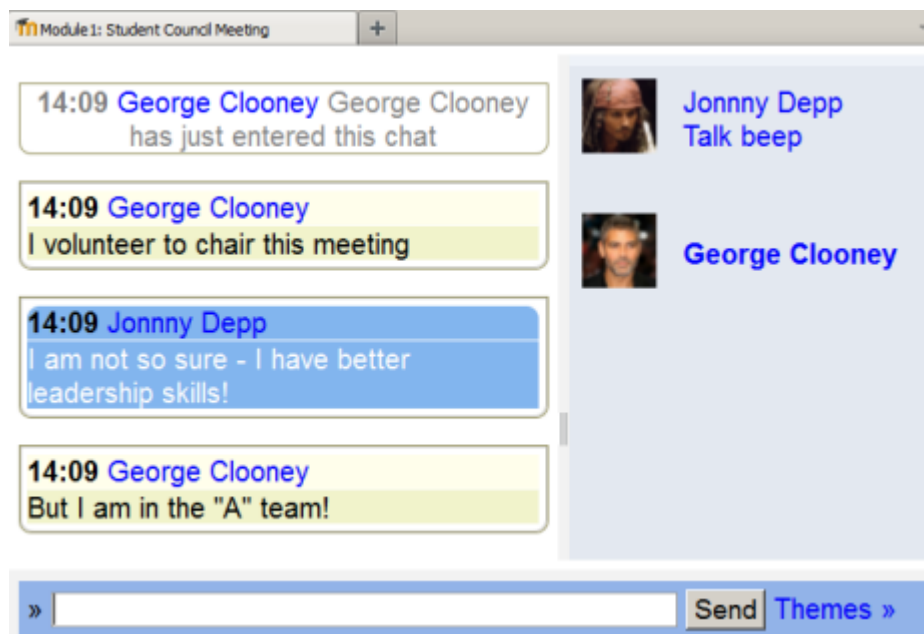 Module 1: Student Council Meeting
+
14:09 George Clooney George Clooney
has just entered this chat
14:09 George Clooney
I volunteer to chair this meeting
14:09 Jonnny Depp
I am not so sure - I have better
leadership skills!
14:09 George Clooney
But I am in the "A" team!
Jonnny Depp
Talk beep
George Clooney
» Send Themes »